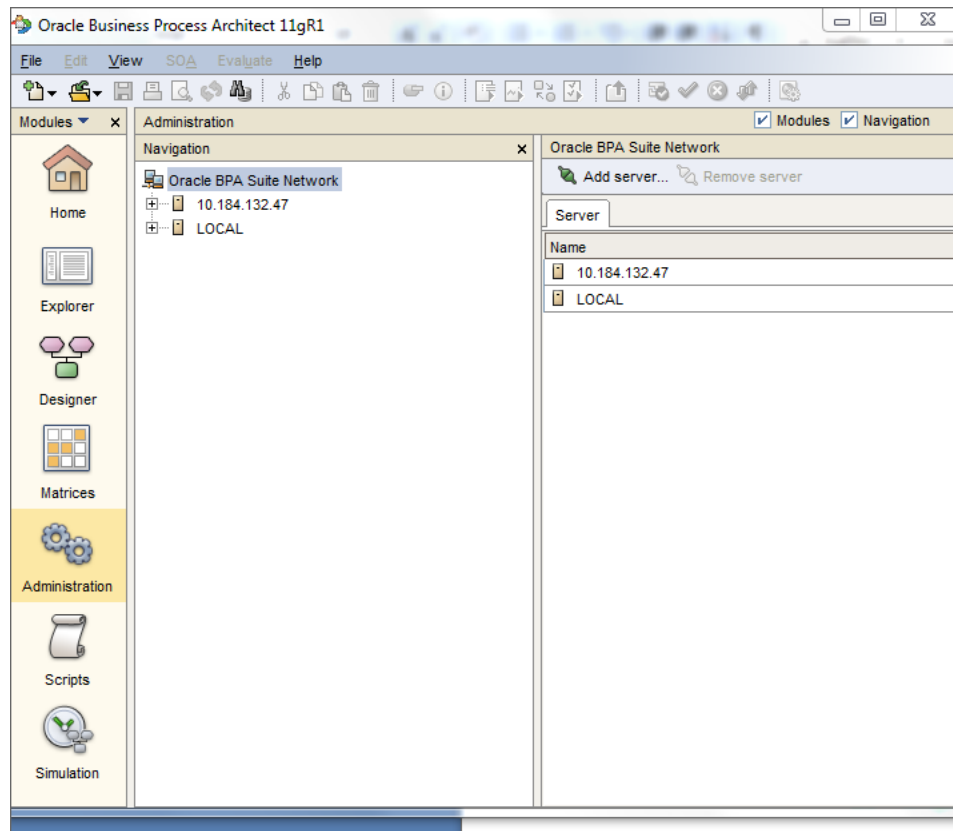 Oracle Business Process Architect 11gR1
File Edit View SOA Evaluate Help
Modules
Administration
Modules Navigation
Navigation
Oracle BPA Suite Network
Home
Explorer
Designer
Matrices
Administration
Scripts
Simulation
Oracle BPA Suite Network
10.184.132.47
LOCAL
Add server... Remove server
Server
Name
10.184.132.47
LOCAL